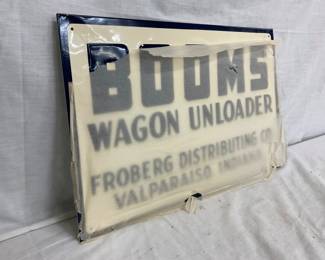 BOOMS
WAGON UNLOADER
FROBERG DISTRIBUTING CO
VALPARAISO INDIANA